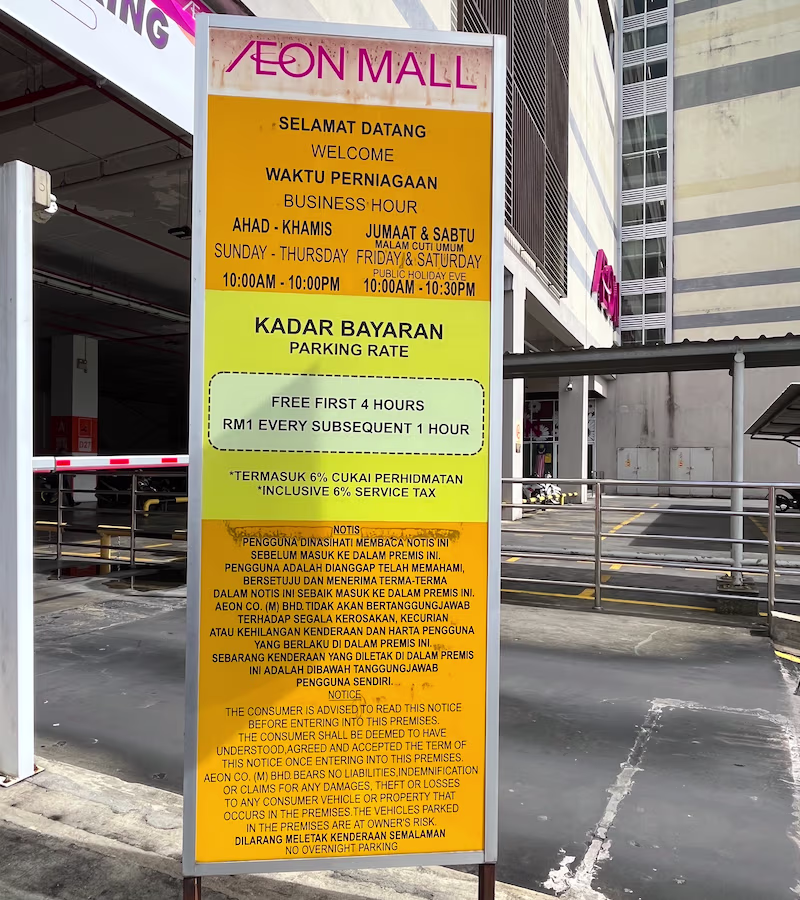 ING
ÆON MALL
SELAMAT DATANG
WELCOME
WAKTU PERNIAGAAN
BUSINESS HOUR
AHAD - KHAMIS
SUNDAY - THURSDAY
10:00AM - 10:00PM
JUMAAT & SABTU
MALAM CUTI UMUM
FRIDAY & SATURDAY
PUBLIC HOLIDAY EVE
10:00AM - 10:30PM
KADAR BAYARAN
PARKING RATE
FREE FIRST 4 HOURS
RM1 EVERY SUBSEQUENT 1 HOUR
*TERMASUK 6% CUKAI PERHIDMATAN
*INCLUSIVE 6% SERVICE TAX
NOTIS
PENGGUNA DINASIHATI MEMBACA NOTIS INI
SEBELUM MASUK KE DALAM PREMIS INI.
PENGGUNA ADALAH DIANGGAP TELAH MEMAHAMI,
BERSETUJU DAN MENERIMA TERMA-TERMA
DALAM NOTIS INI SEBAIK MASUK KE DALAM PREMIS INI.
AEON CO. (M) BHD.TIDAK AKAN BERTANGGUNGJAWAB
TERHADAP SEGALA KEROSAKAN, KECURIAN
ATAU KEHILANGAN KENDERAAN DAN HARTA PENGGUNA
YANG BERLAKU DI DALAM PREMIS INI.
SEBARANG KENDERAAN YANG DILETAK DI DALAM PREMIS
INI ADALAH DIBAWAH TANGGUNGJAWAB
PENGGUNA SENDIRI.
NOTICE
THE CONSUMER IS ADVISED TO READ THIS NOTICE
BEFORE ENTERING INTO THIS PREMISES.
THE CONSUMER SHALL BE DEEMED TO HAVE
UNDERSTOOD,AGREED AND ACCEPTED THE TERM OF
THIS NOTICE ONCE ENTERING INTO THIS PREMISES.
AEON CO. (M) BHD.BEARS NO LIABILITIES,INDEMNIFICATION
OR CLAIMS FOR ANY DAMAGES, THEFT OR LOSSES
TO ANY CONSUMER VEHICLE OR PROPERTY THAT
OCCURS IN THE PREMISES.THE VEHICLES PARKED
IN THE PREMISES ARE AT OWNER'S RISK.
DILARANG MELETAK KENDERAAN SEMALAMAN
NO OVERNIGHT PARKING